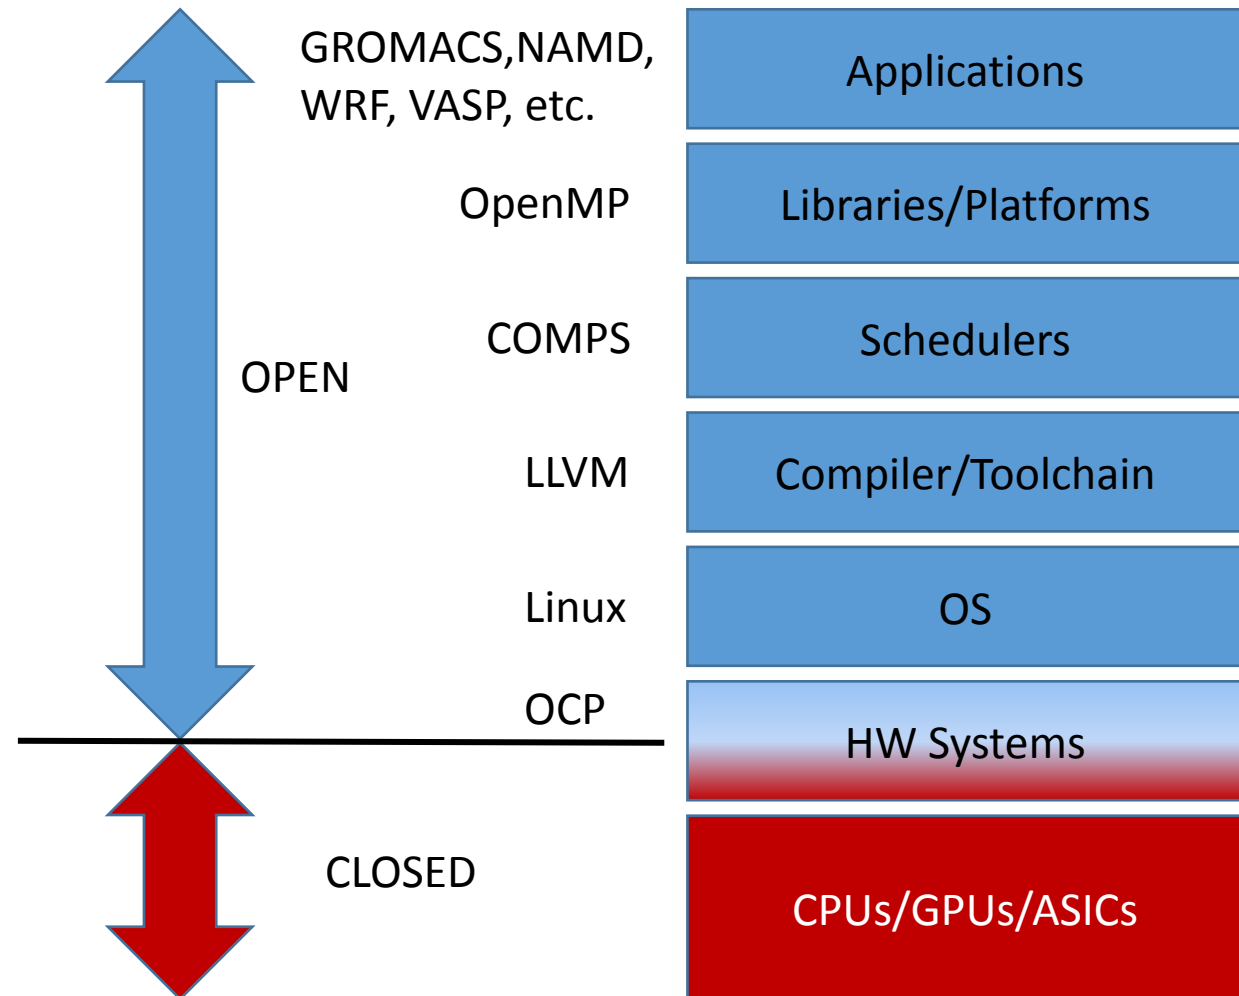 GROMACS,NAMD,
WRF, VASP, etc.
Applications
OpenMP
Libraries/Platforms
COMPS
Schedulers
OPEN
LLVM
Compiler/Toolchain
Linux
OS
OCP
HW Systems
CLOSED
CPUs/GPUs/ASICs